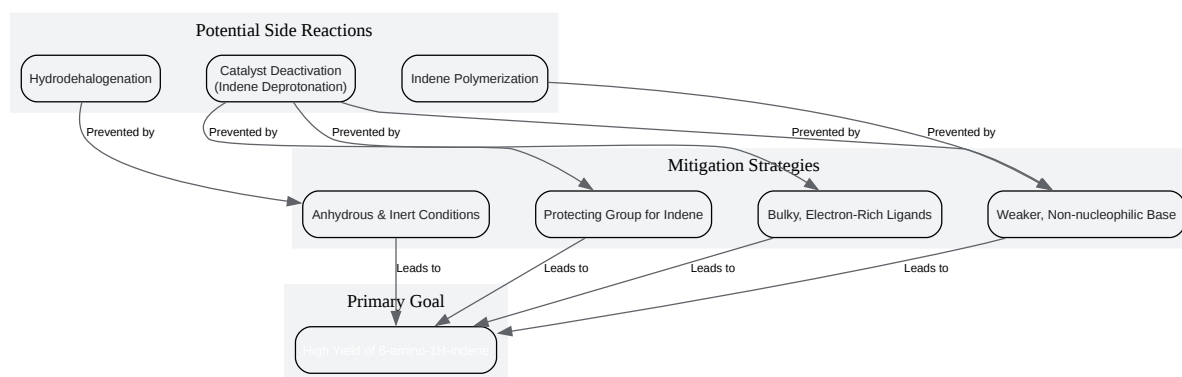 Potential Side Reactions
Hydrodehalogenation
Catalyst Deactivation
(Indene Deprotonation)
Indene Polymerization
Prevented by
Prevented by
Prevented by
Prevented by
Prevented by
Mitigation Strategies
Anhydrous & Inert Conditions
Protecting Group for Indene
Bulky, Electron-Rich Ligands
Weaker, Non-nucleophilic Base
Leads to
Leads to
Leads to
Leads to
Primary Goal
High Yield of 6-amino-1H-indene